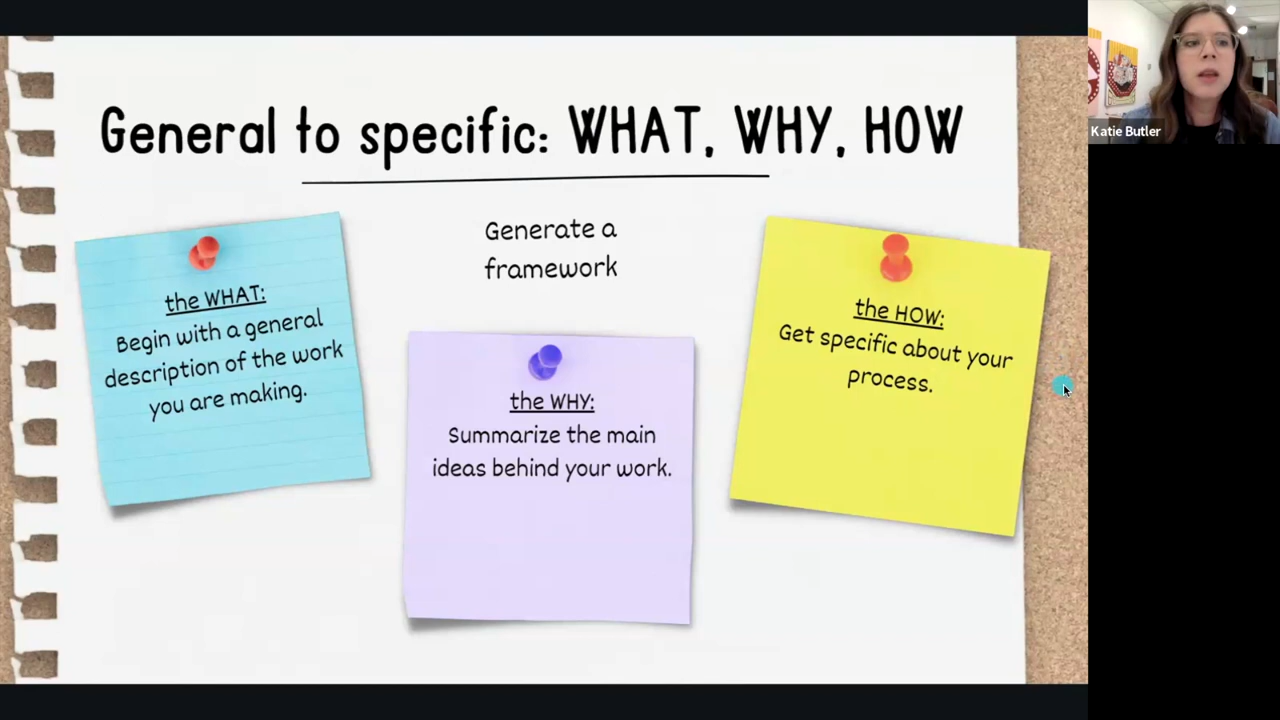 General to specific: WHAT, WHY, HOW
Generate a
framework
the WHAT:
Begin with a general
description of the work
you are making.
the WHY:
Summarize the main
ideas behind your work.
the HOW:
Get specific about your
process.
Katie Butler